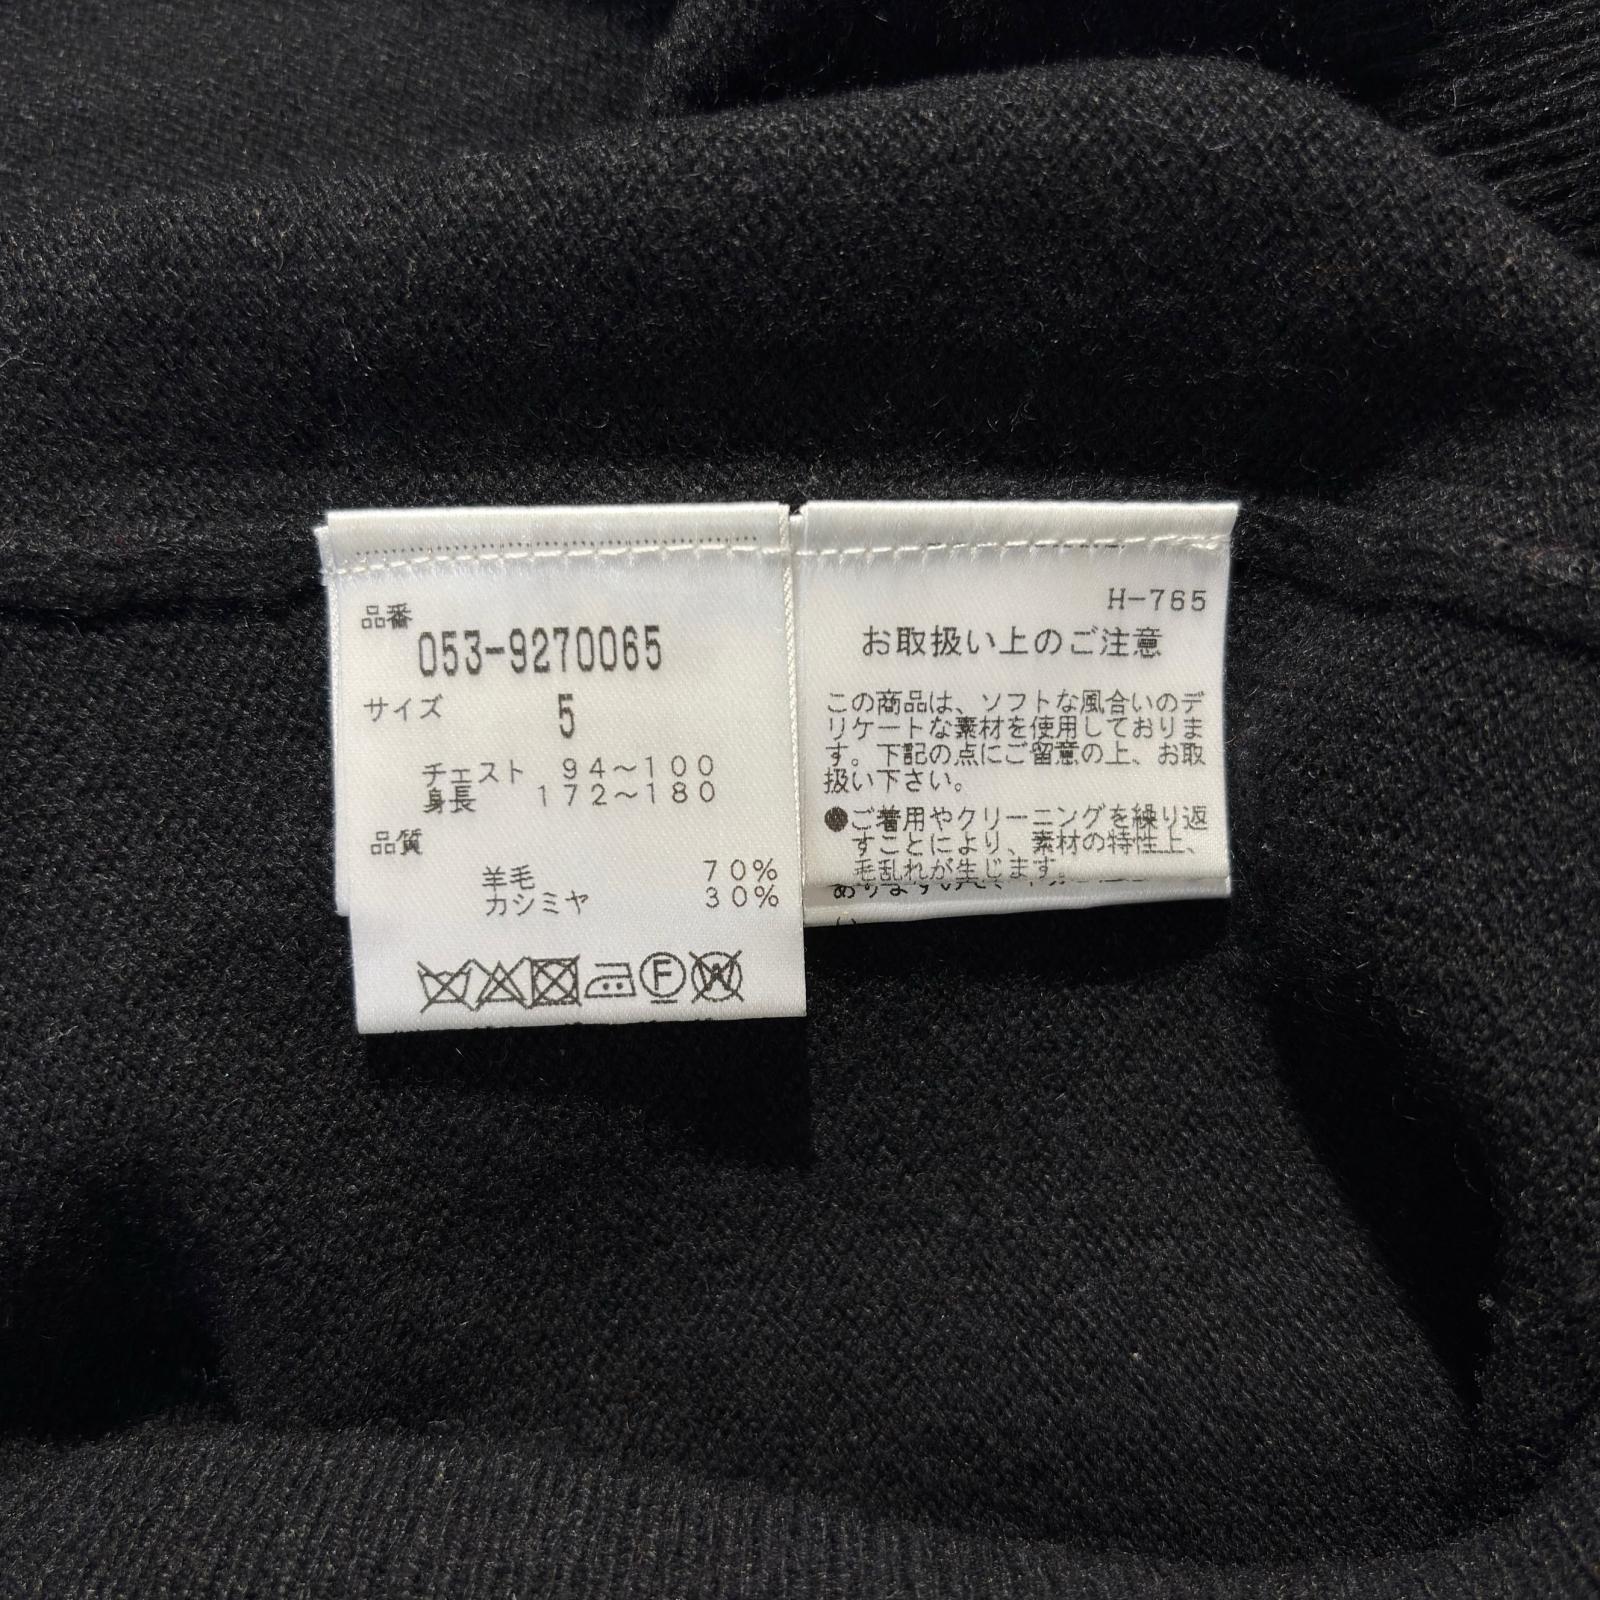 品番
053-9270065
サイズ 5
チェスト 94～100
身長 172～180
品質
羊毛 70%
カシミヤ 30%
F
W
H-765
お取扱い上のご注意
この商品は、ソフトな風合いのデ
リケートな素材を使用しておりま
す。下記の点にご留意の上、お取
扱い下さい。
●ご着用やクリーニングを繰り返
すことにより、素材の特性上、
毛乱れが生じます。